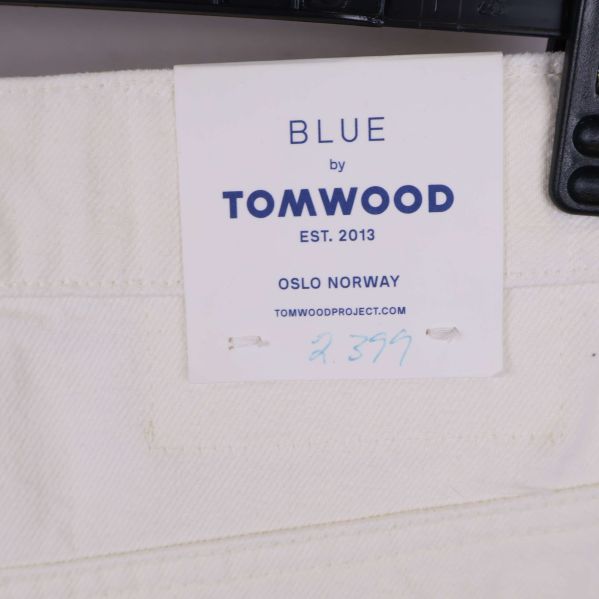 BLUE
by
TOMWOOD
EST. 2013
OSLO NORWAY
TOMWOODPROJECT.COM
2.399